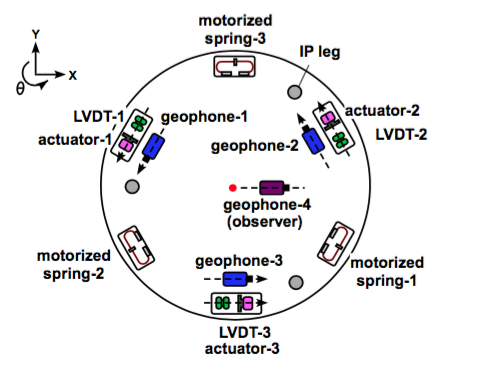 motorized
spring-3
IP leg
Y
X
θ
LVDT-1
actuator-1
geophone-1
geophone-2
actuator-2
LVDT-2
geophone-4
(observer)
motorized
spring-2
geophone-3
motorized
spring-1
LVDT-3
actuator-3